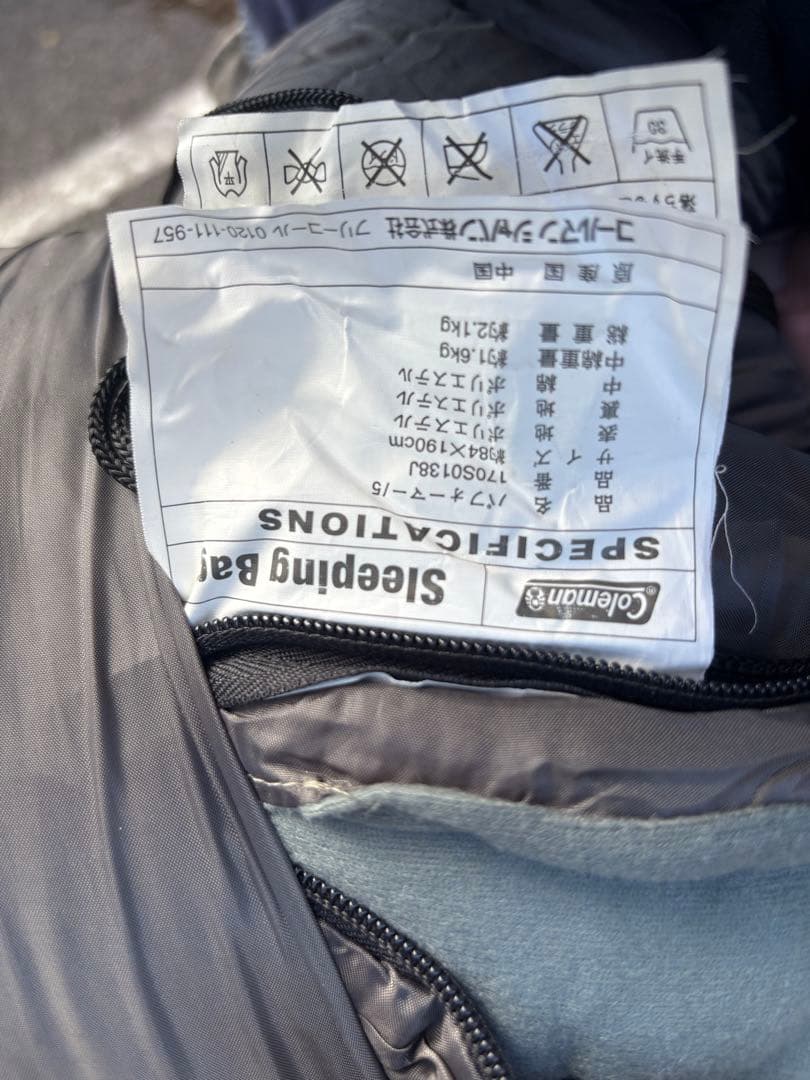 Coleman® Sleeping Bag
SPECIFICATIONS
品名 パフォーマー/5
品番 170S0138J
サイズ 約84×190cm
表地 ポリエステル
裏地 ポリエステル
中綿 ポリエステル
中綿重量 約1.6kg
総重量 約2.1kg
原産国 中国
コールマン ジャパン株式会社 フリーコール 0120-111-957
手洗イ
30